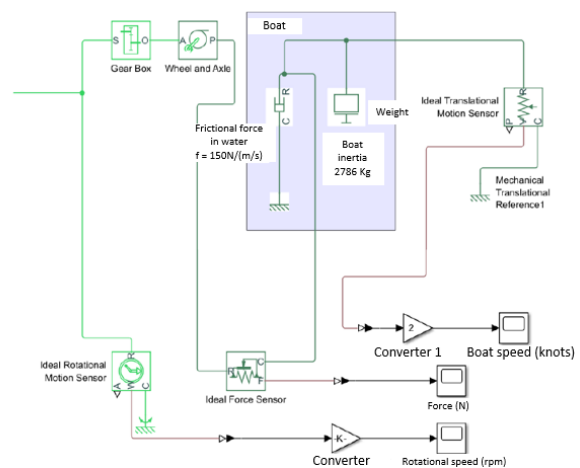 Boat
S
O
A
P
Gear Box
Wheel and Axle
R
C
Frictional force
in water
f = 150N/(m/s)
Weight
Boat
inertia
2786 Kg
Ideal Translational
Motion Sensor
R
P
V
C
Mechanical
Translational
Reference1
2
Converter 1
Boat speed (knots)
Ideal Rotational
Motion Sensor
R
A
W
C
R
C
F
Ideal Force Sensor
Force (N)
-K-
Converter
Rotational speed (rpm)